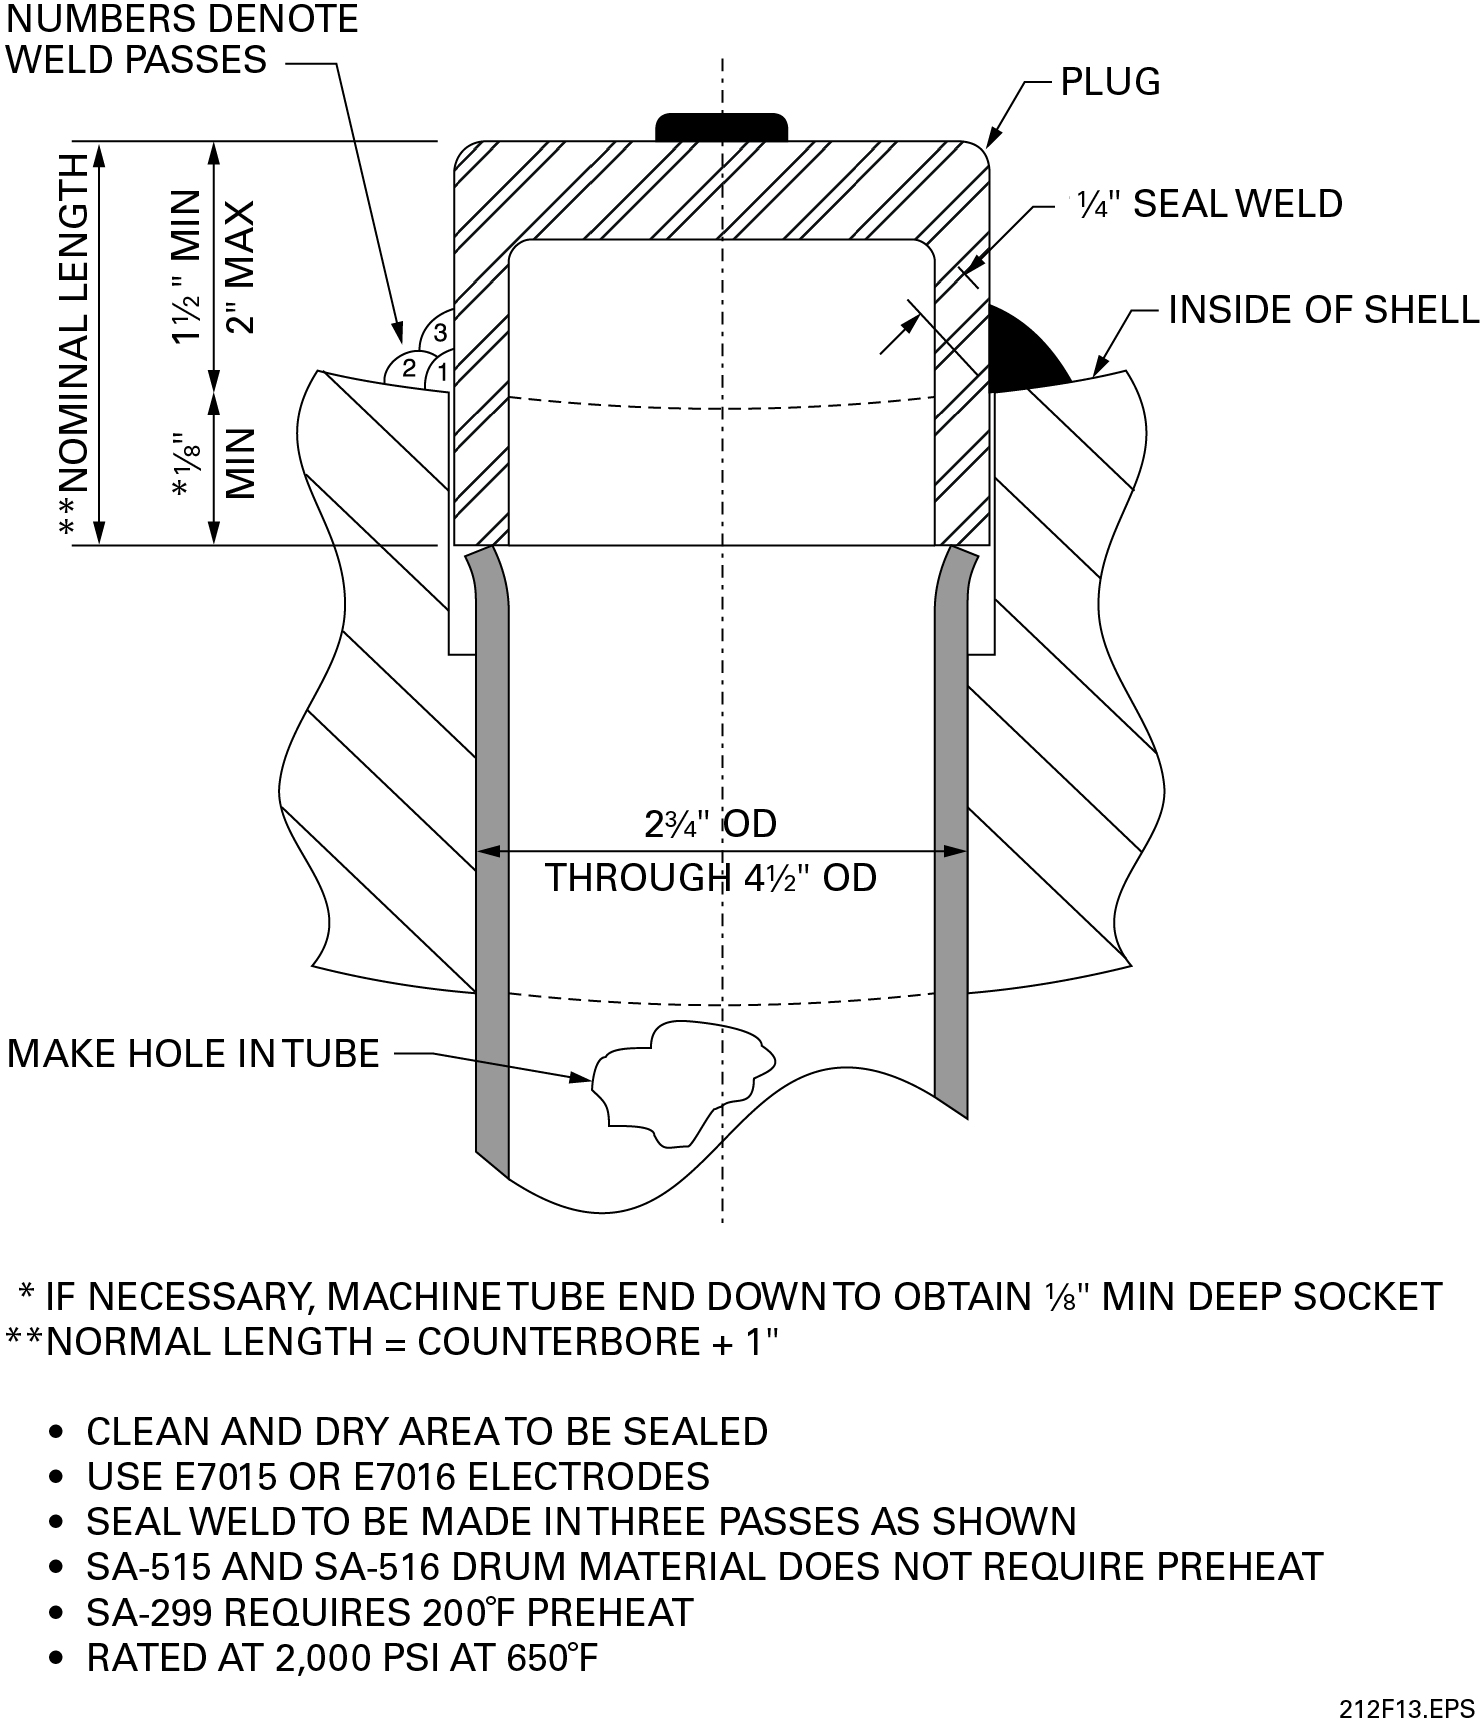 NUMBERS DENOTE
WELD PASSES
PLUG
¼" SEAL WELD
INSIDE OF SHELL
**NOMINAL LENGTH
1½" MIN
2" MAX
*⅛"
MIN
3
2
1
2¾" OD
THROUGH 4½" OD
MAKE HOLE IN TUBE
* IF NECESSARY, MACHINE TUBE END DOWN TO OBTAIN ⅛" MIN DEEP SOCKET
**NORMAL LENGTH = COUNTERBORE + 1"
• CLEAN AND DRY AREA TO BE SEALED
• USE E7015 OR E7016 ELECTRODES
• SEAL WELD TO BE MADE IN THREE PASSES AS SHOWN
• SA-515 AND SA-516 DRUM MATERIAL DOES NOT REQUIRE PREHEAT
• SA-299 REQUIRES 200°F PREHEAT
• RATED AT 2,000 PSI AT 650°F
212F13.EPS